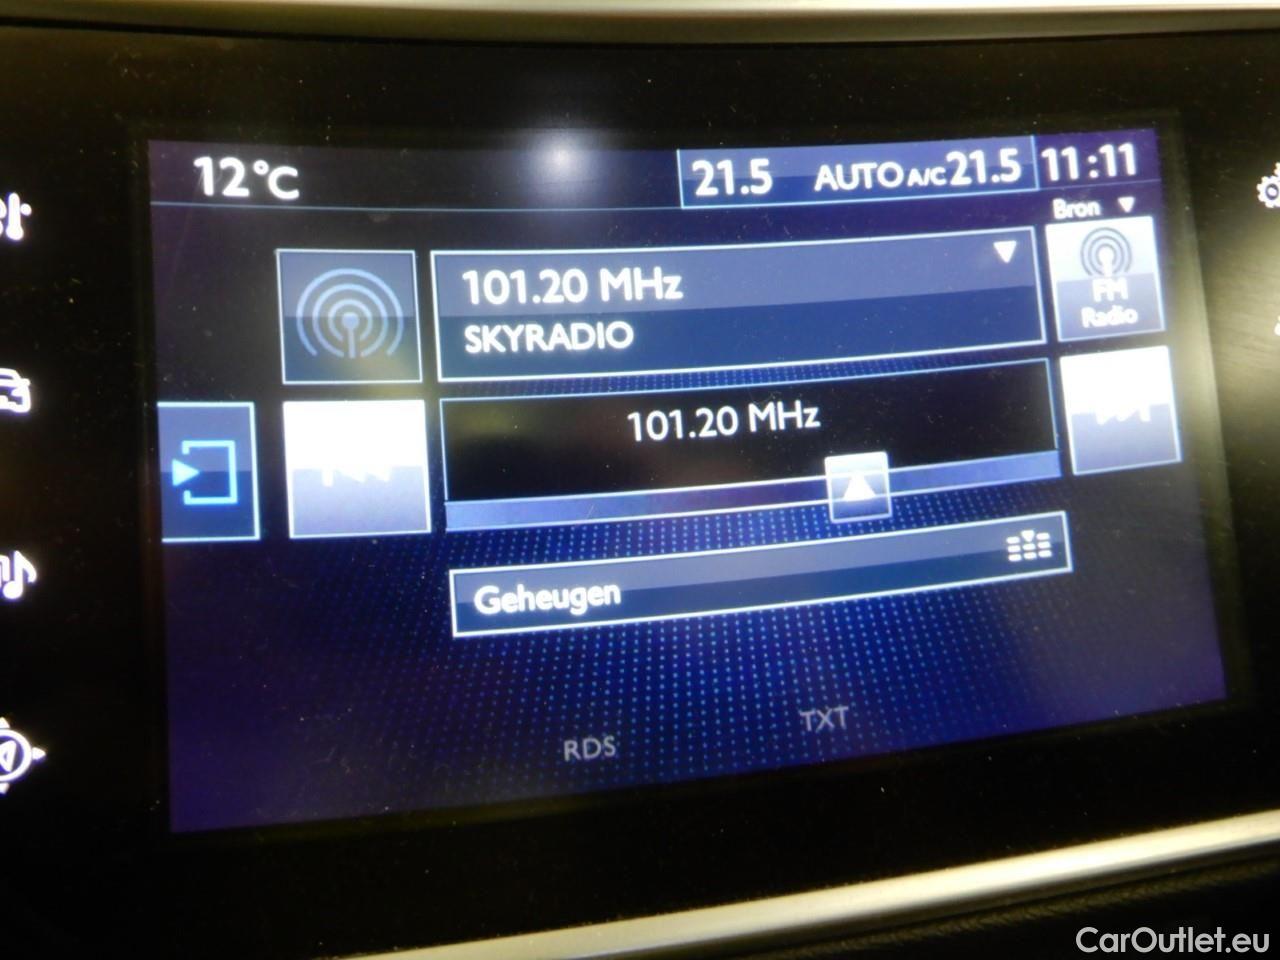 12°C
21.5 AUTO A/C 21.5 11:11
Bron
101.20 MHz
SKYRADIO
FM
Radio
101.20 MHz
Geheugen
RDS TXT
CarOutlet.eu